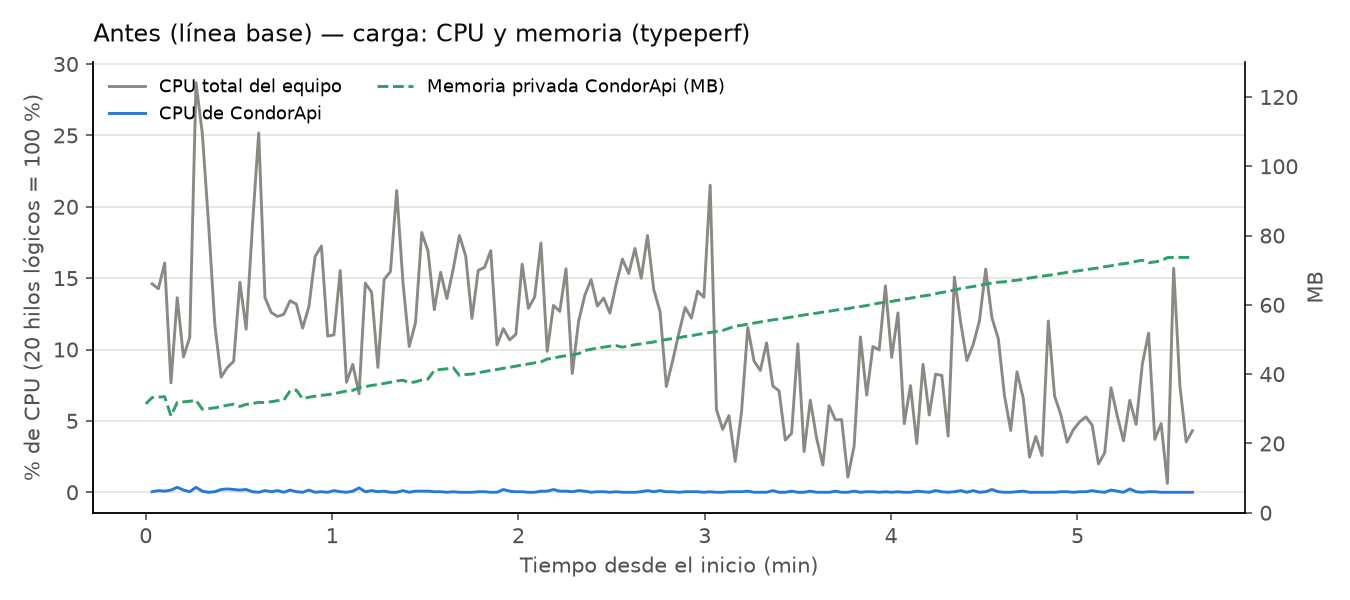 Antes (línea base) — carga: CPU y memoria (typeperf)
CPU total del equipo
Memoria privada CondorApi (MB)
CPU de CondorApi
% de CPU (20 hilos lógicos = 100 %)
30
25
20
15
10
5
0
120
100
80
60
40
20
0
MB
0 1 2 3 4 5
Tiempo desde el inicio (min)